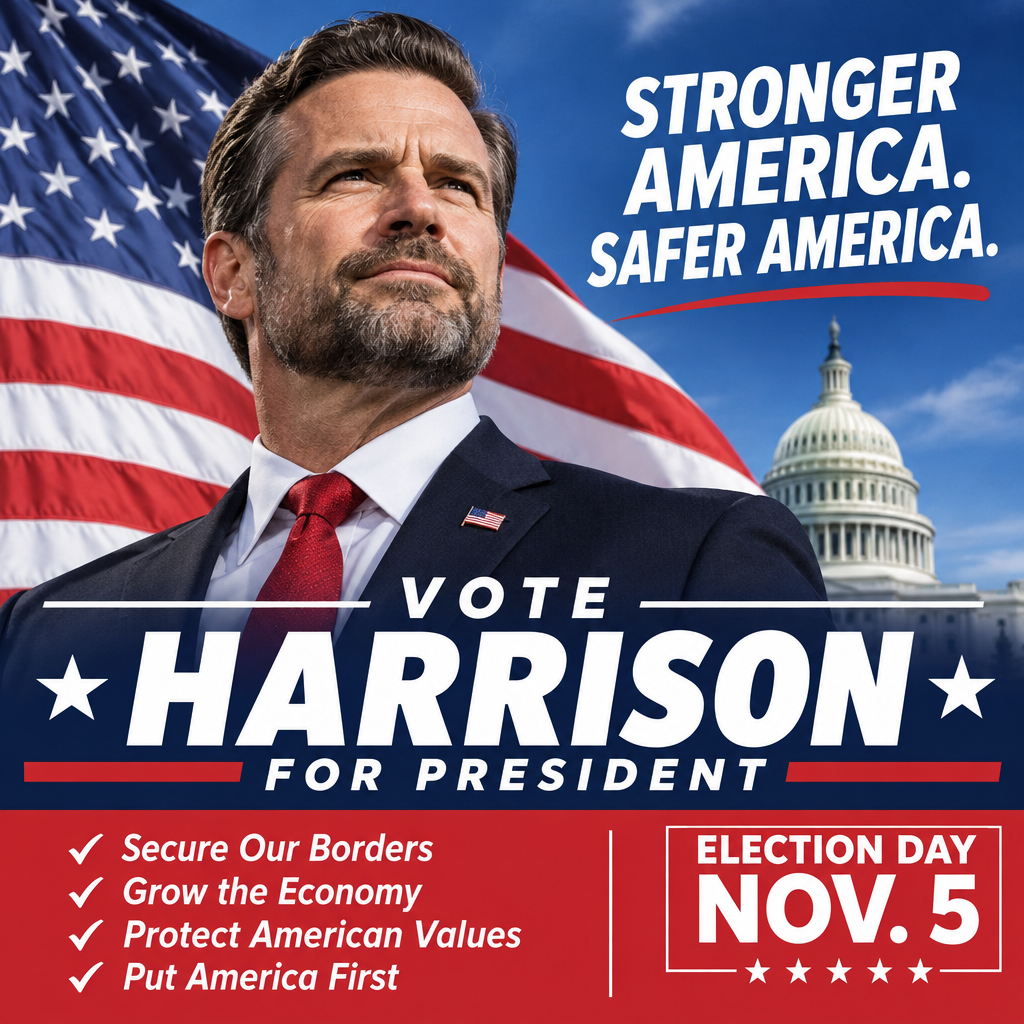 STRONGER
AMERICA.
SAFER AMERICA.
VOTE
HARRISON
FOR PRESIDENT
Secure Our Borders
Grow the Economy
Protect American Values
Put America First
ELECTION DAY
NOV. 5